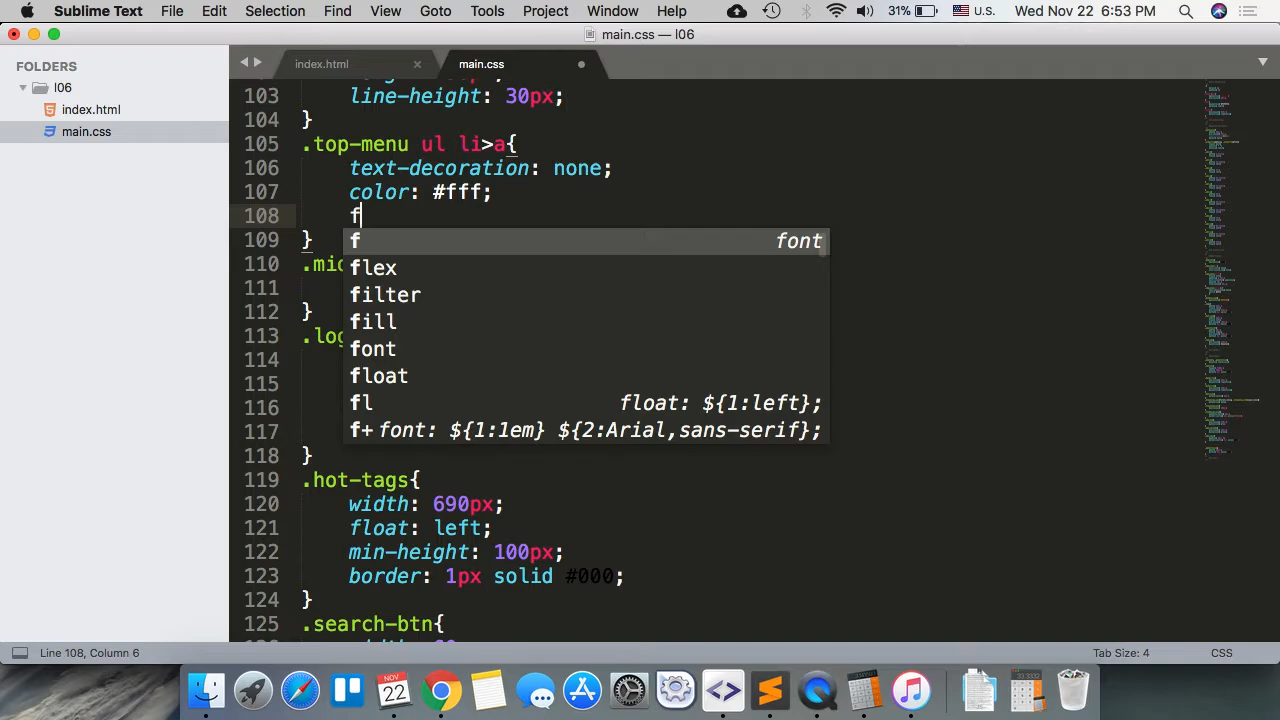 Sublime Text File Edit Selection Find View Goto Tools Project Window Help 31% U.S. Wed Nov 22 6:53 PM
main.css — l06
FOLDERS
l06
index.html
main.css
index.html
main.css
103 line-height: 30px;
104 }
105 .top-menu ul li>a{
106 text-decoration: none;
107 color: #fff;
108 f
f font
109 }
flex
110 .mid
filter
111
fill
112 }
font
113 .log
float
114
fl float: ${1:left};
115
f+ font: ${1:1em} ${2:Arial,sans-serif};
116
117
118 }
119 .hot-tags{
120 width: 690px;
121 float: left;
122 min-height: 100px;
123 border: 1px solid #000;
124 }
125 .search-btn{
Line 108, Column 6
Tab Size: 4
CSS
NOV
22